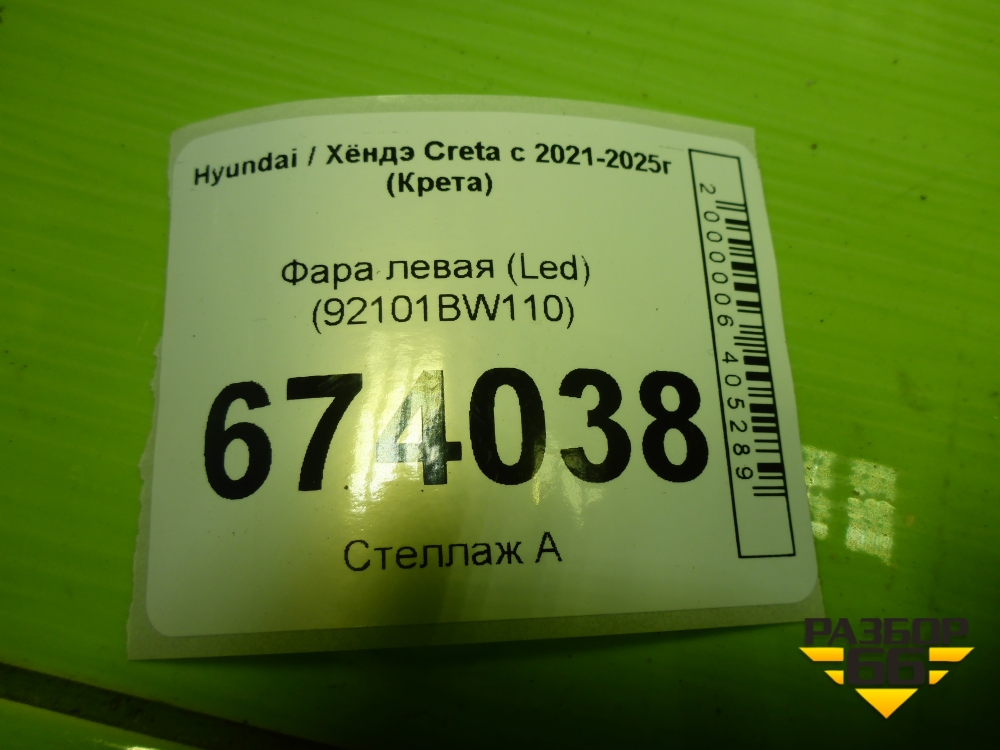 Hyundai / Хёндэ Creta с 2021-2025г
(Крета)
Фара левая (Led)
(92101BW110)
674038
Стеллаж А
2000006405289
РАЗБОР
66